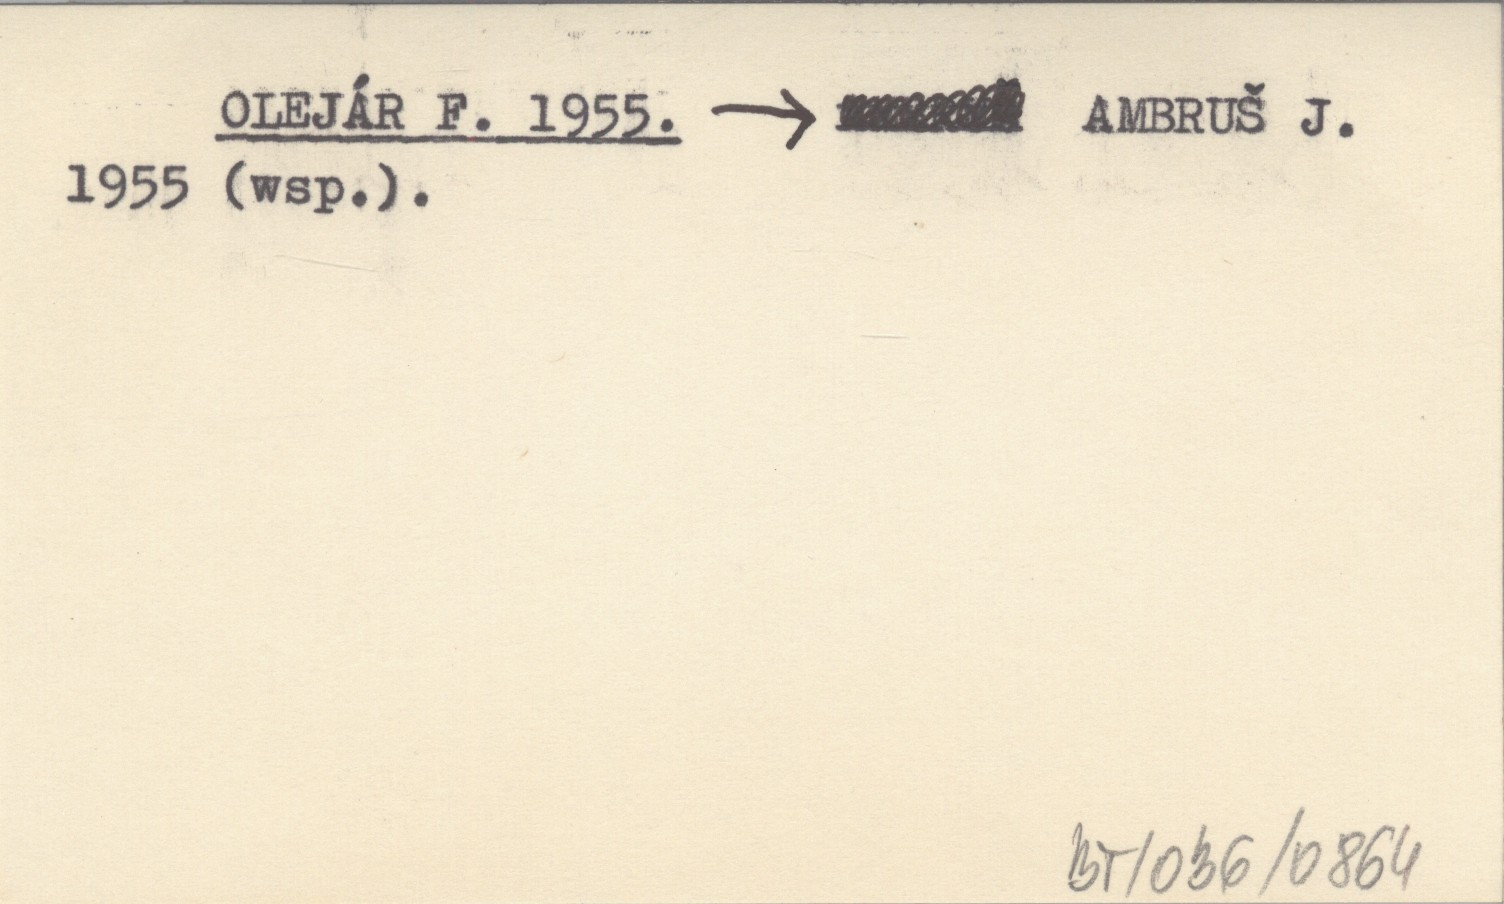 OLEJÁR F. 1955. → AMBRUŠ J.
1955 (wsp.).
BT/036/0864